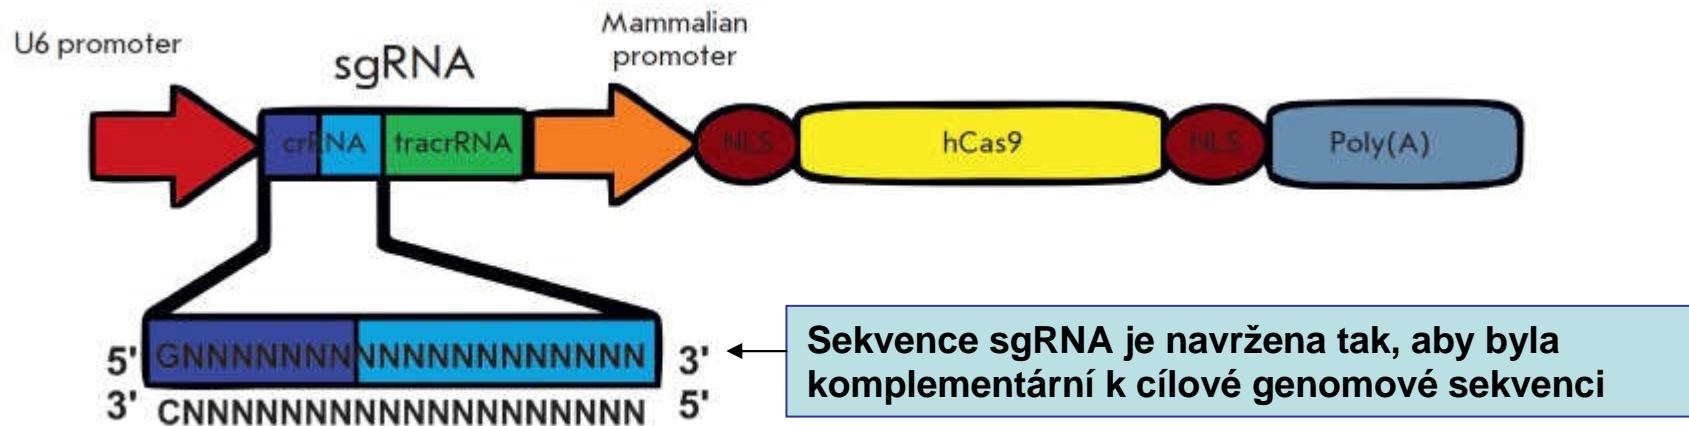 U6 promoter
sgRNA
Mammalian
promoter
crRNA
tracrRNA
NLS
hCas9
NLS
Poly(A)
5' GNNNNNNNNNNNNNNNNNNNN 3'
3' CNNNNNNNNNNNNNNNNNNNN 5'
Sekvence sgRNA je navržena tak, aby byla
komplementární k cílové genomové sekvenci